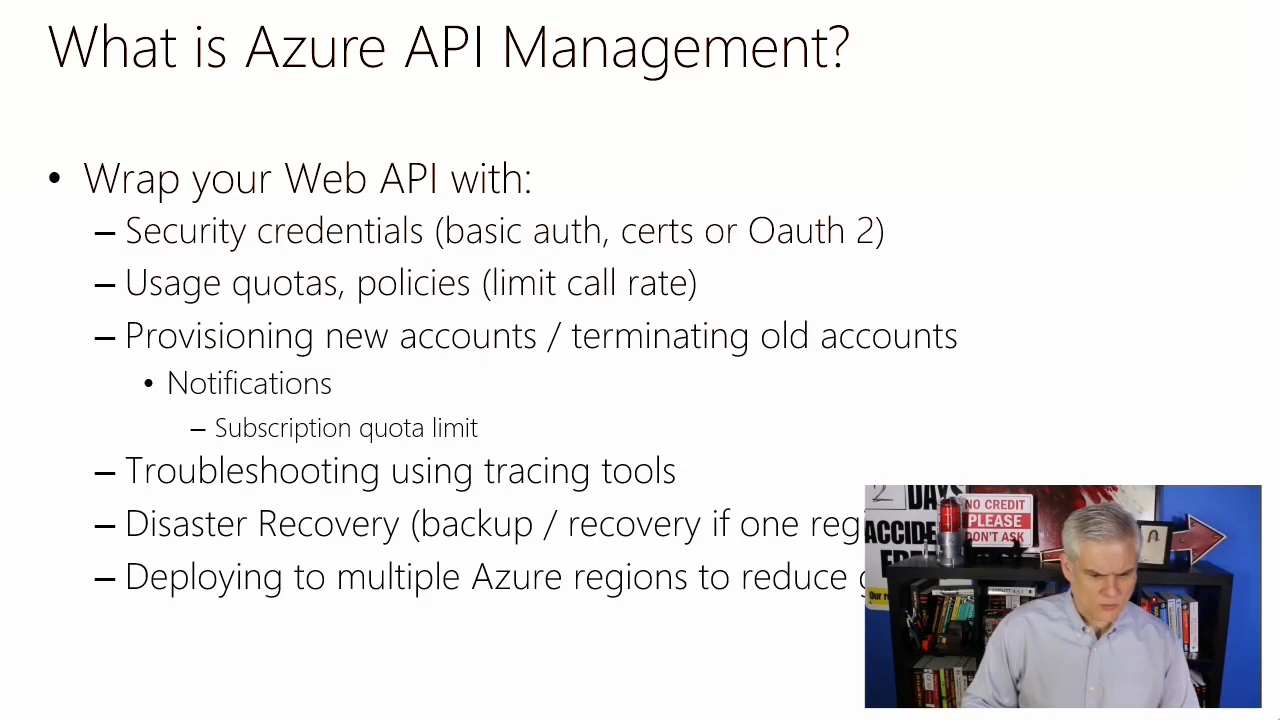 What is Azure API Management?
• Wrap your Web API with:
– Security credentials (basic auth, certs or Oauth 2)
– Usage quotas, policies (limit call rate)
– Provisioning new accounts / terminating old accounts
• Notifications
– Subscription quota limit
– Troubleshooting using tracing tools
– Disaster Recovery (backup / recovery if one
– Deploying to multiple Azure regions to reduce
2 DAYS
NO CREDIT
PLEASE
DON'T ASK